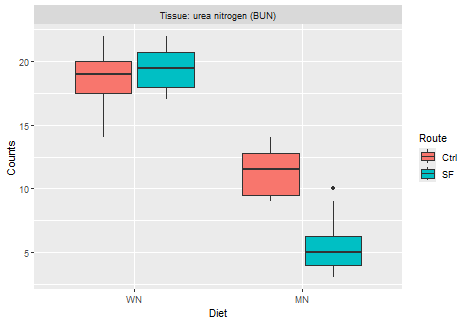 Tissue: urea nitrogen (BUN)
Counts
20
15
10
5
WN
MN
Diet
Route
Ctrl
SF